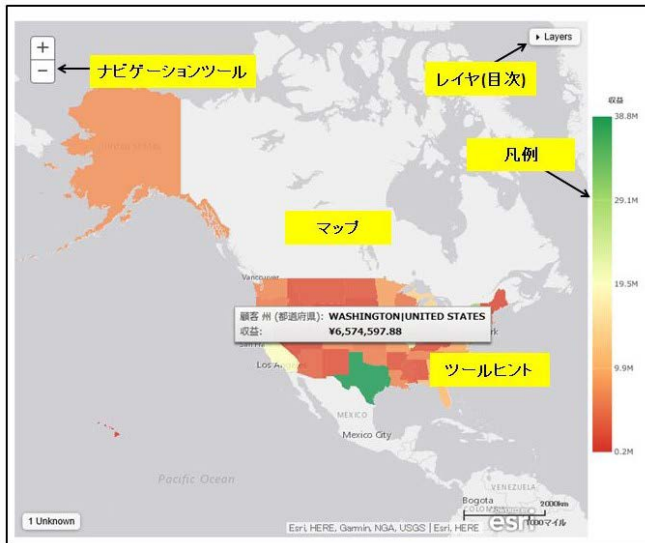 +
−
ナビゲーションツール
Layers
レイヤ(目次)
収益
38.8M
凡例
29.1M
マップ
19.5M
Vancouver
顧客 州 (都道府県): WASHINGTON|UNITED STATES
収益: ¥6,574,597.88
Los
ツールヒント
9.9M
MEXICO
Mexico City
0.2M
Pacific Ocean
VENEZUELA
Bogota
2000km
1 Unknown
Esri, HERE, Garmin, NGA, USGS | Esri, HERE
esri
1000マイル